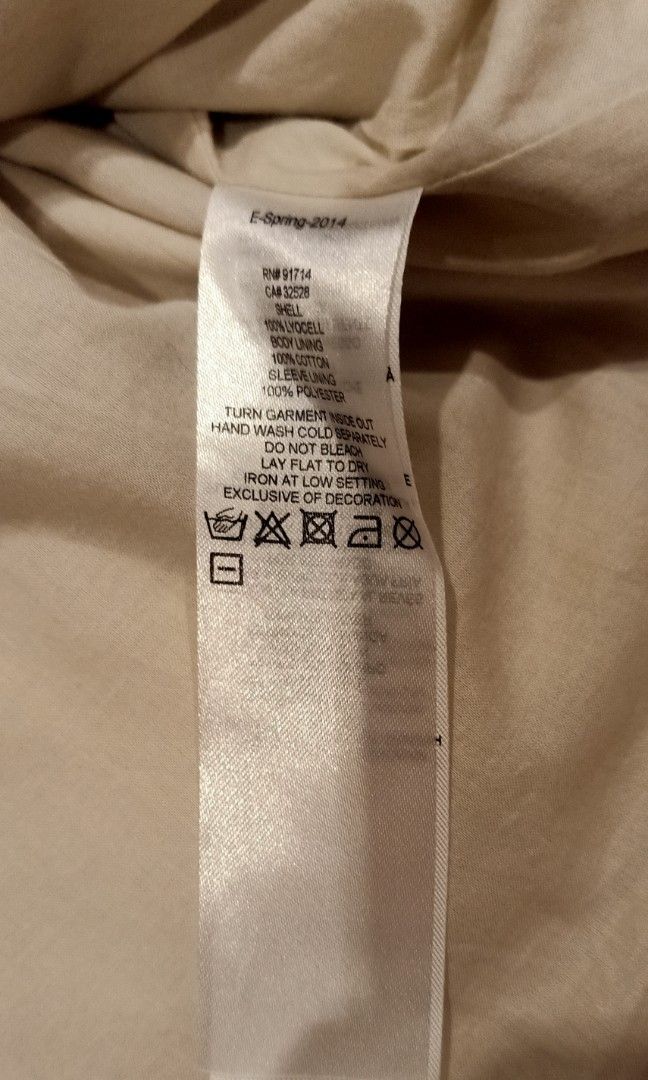 E-Spring-2014
RN# 91714
CA# 32528
SHELL
100% LYOCELL
BODY LINING
100% COTTON
SLEEVE LINING
100% POLYESTER
TURN GARMENT INSIDE OUT
HAND WASH COLD SEPARATELY
DO NOT BLEACH
LAY FLAT TO DRY
IRON AT LOW SETTING
EXCLUSIVE OF DECORATION
A
E
H